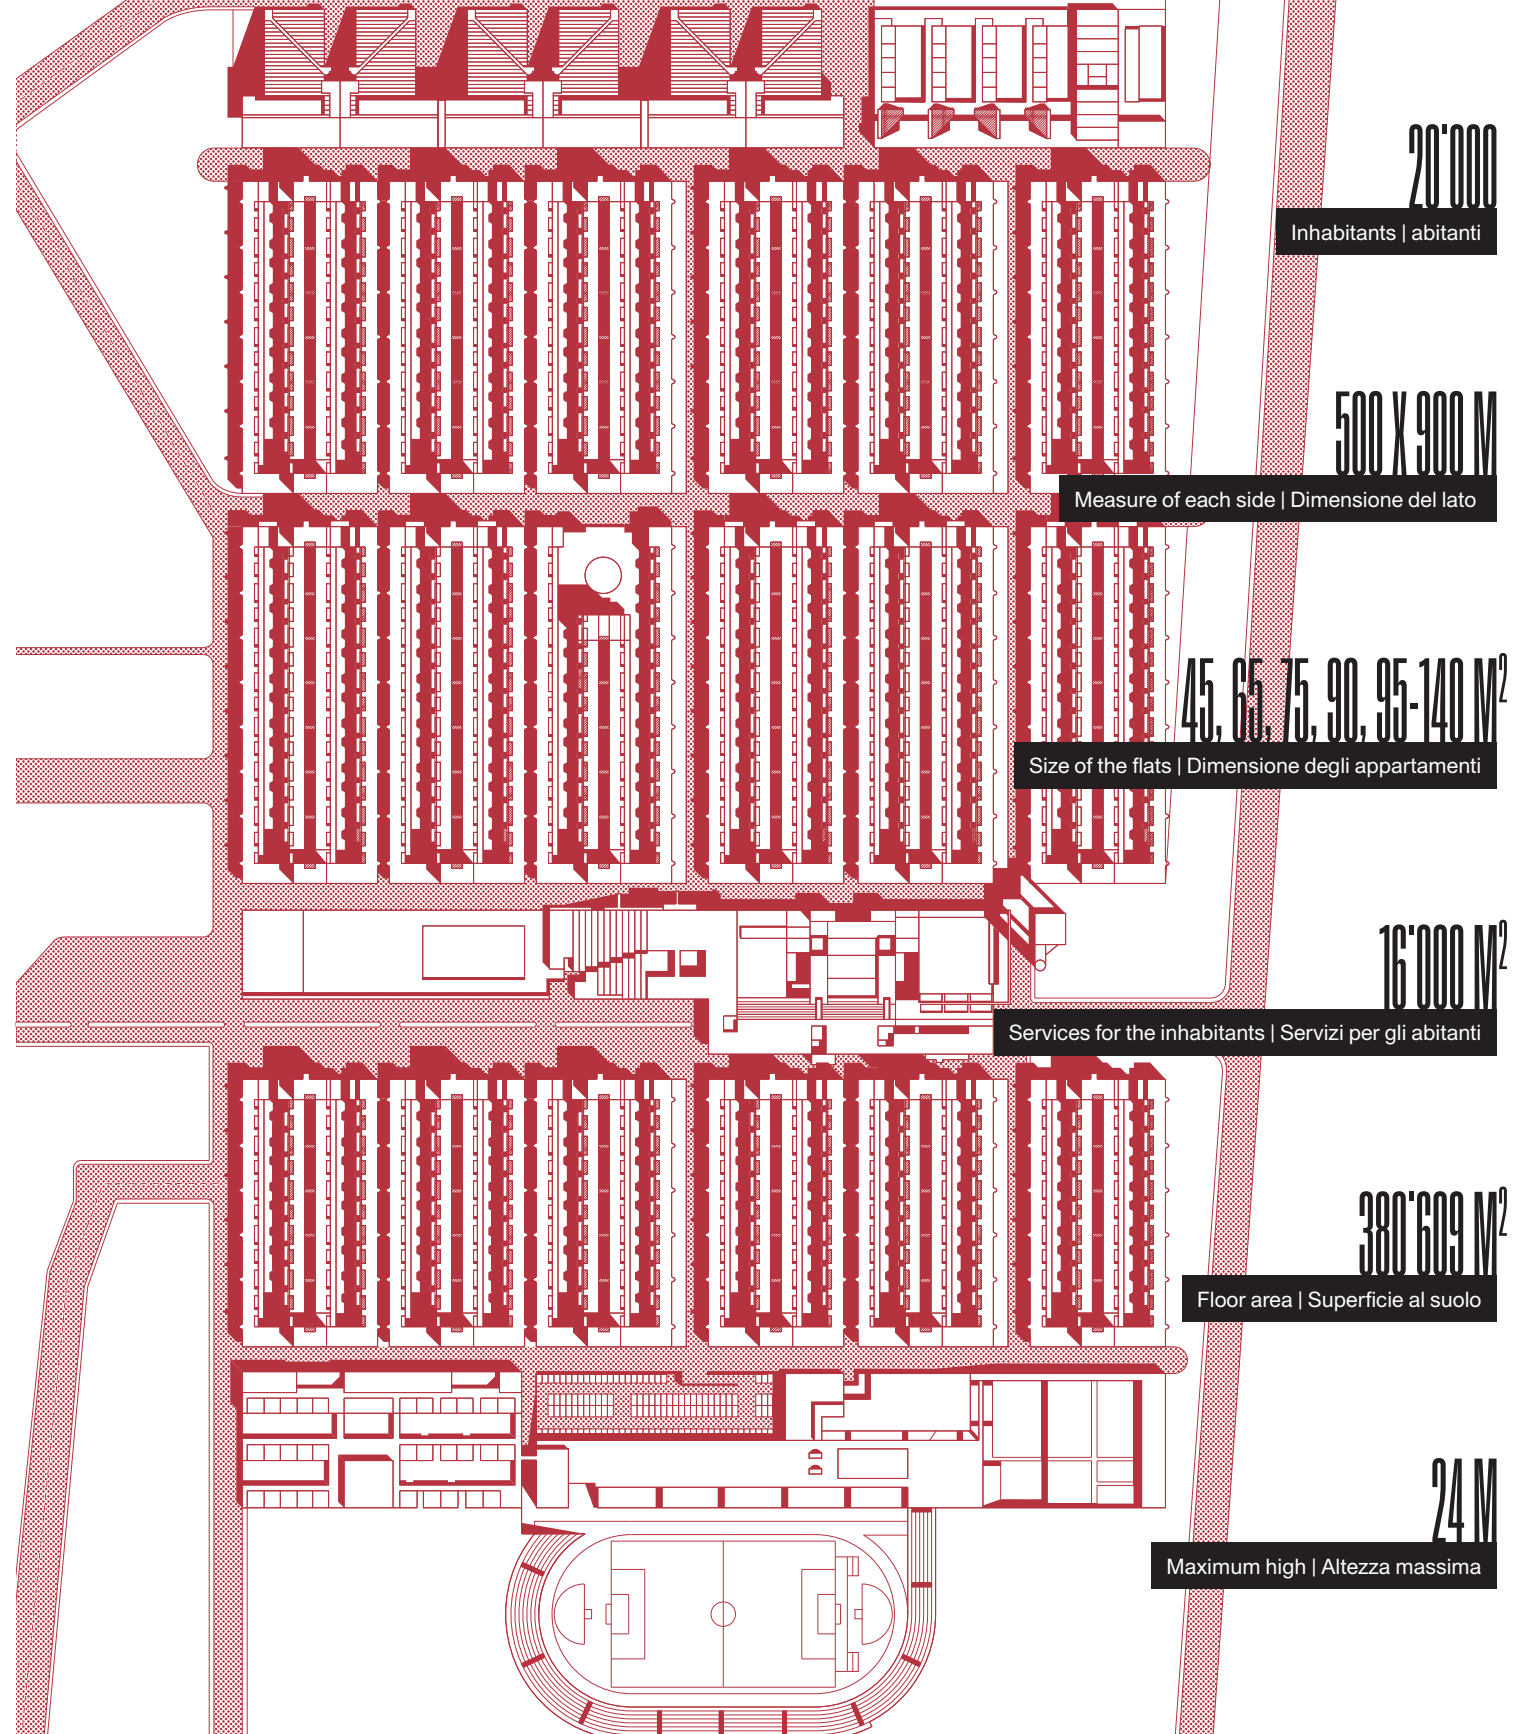 20'000
Inhabitants | abitanti
500 X 900 M
Measure of each side | Dimensione del lato
45, 65, 75, 90, 95-140 M²
Size of the flats | Dimensione degli appartamenti
16'000 M²
Services for the inhabitants | Servizi per gli abitanti
380'609 M²
Floor area | Superficie al suolo
24 M
Maximum high | Altezza massima